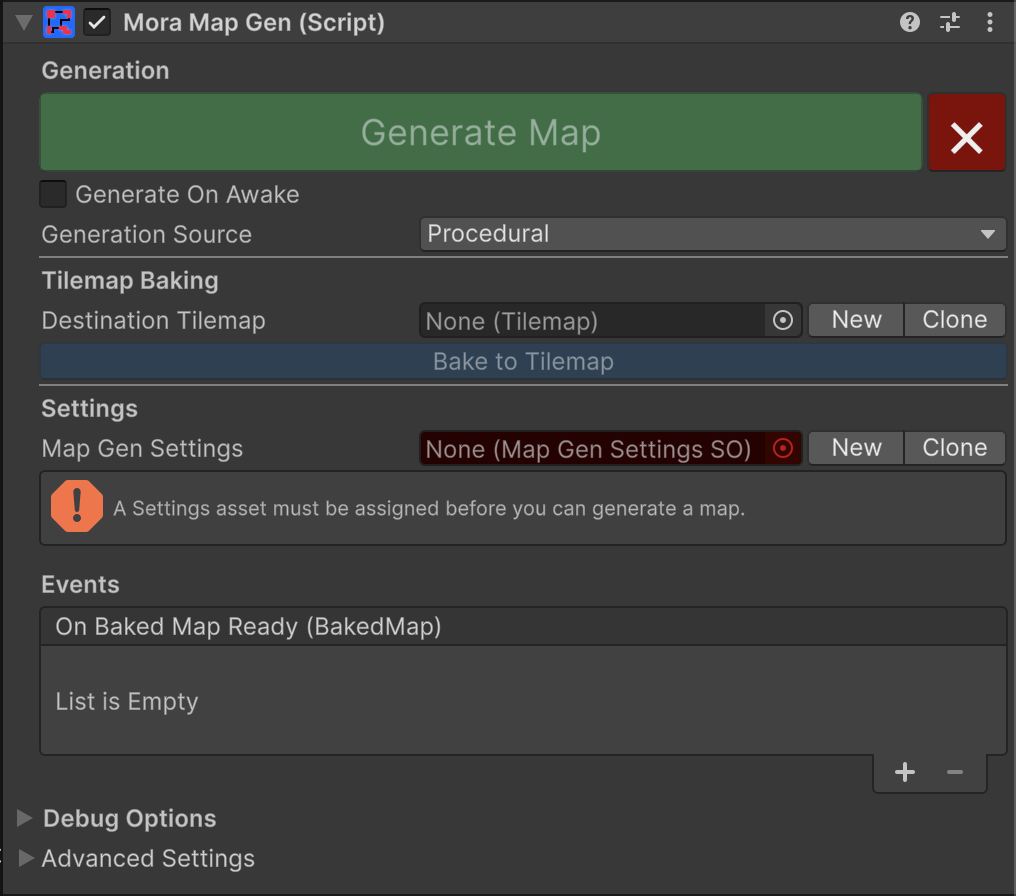 Mora Map Gen (Script)
Generation
Generate Map
Generate On Awake
Generation Source Procedural
Tilemap Baking
Destination Tilemap None (Tilemap) New Clone
Bake to Tilemap
Settings
Map Gen Settings None (Map Gen Settings SO) New Clone
A Settings asset must be assigned before you can generate a map.
Events
On Baked Map Ready (BakedMap)
List is Empty
Debug Options
Advanced Settings